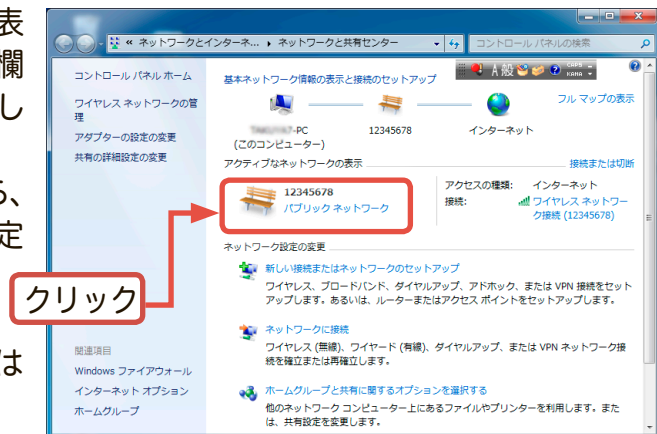 表
欄
し
ら、
定
クリック
は
« ネットワークとインターネ... ▸ ネットワークと共有センター
コントロール パネルの検索
A 般
CAPS
KANA
コントロール パネル ホーム
ワイヤレス ネットワークの管
理
アダプターの設定の変更
共有の詳細設定の変更
関連項目
Windows ファイアウォール
インターネット オプション
ホームグループ
基本ネットワーク情報の表示と接続のセットアップ
フル マップの表示
-PC
(このコンピューター)
12345678
インターネット
アクティブなネットワークの表示
接続または切断
12345678
パブリック ネットワーク
アクセスの種類: インターネット
接続: ワイヤレス ネットワー
ク接続 (12345678)
ネットワーク設定の変更
新しい接続またはネットワークのセットアップ
ワイヤレス、ブロードバンド、ダイヤルアップ、アドホック、または VPN 接続をセット
アップします。あるいは、ルーターまたはアクセス ポイントをセットアップします。
ネットワークに接続
ワイヤレス (無線)、ワイヤード (有線)、ダイヤルアップ、または VPN ネットワーク接
続を確立または再確立します。
ホームグループと共有に関するオプションを選択する
他のネットワーク コンピューター上にあるファイルやプリンターを利用します。また
は、共有設定を変更します。